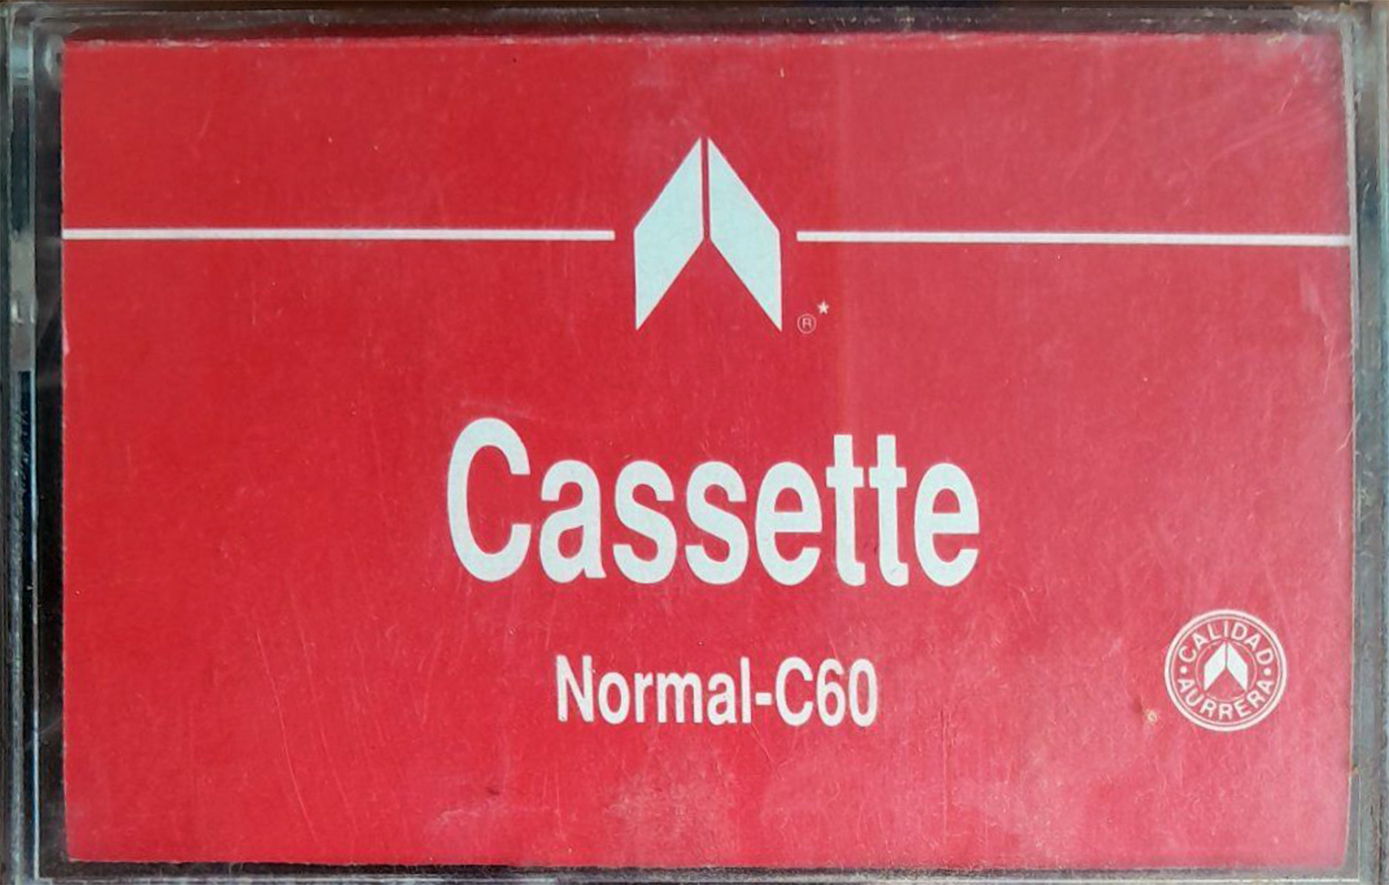 ®*
Cassette
Normal-C60
CALIDAD
AURRERA